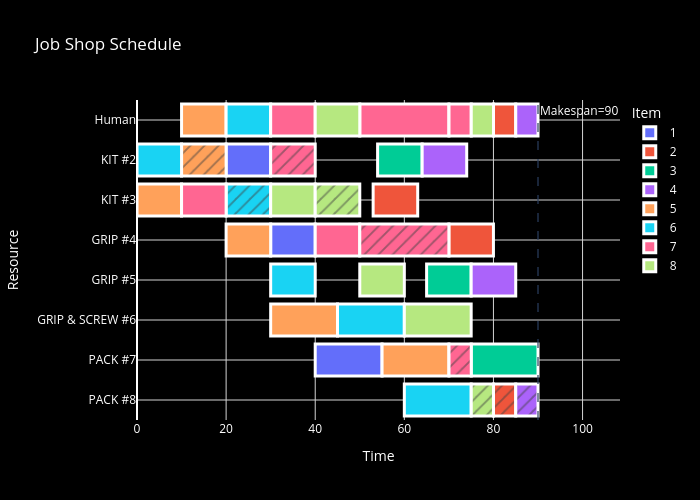 Job Shop Schedule
Makespan=90
Item
1
2
3
4
5
6
7
8
Resource
Human
KIT #2
KIT #3
GRIP #4
GRIP #5
GRIP & SCREW #6
PACK #7
PACK #8
0 20 40 60 80 100
Time